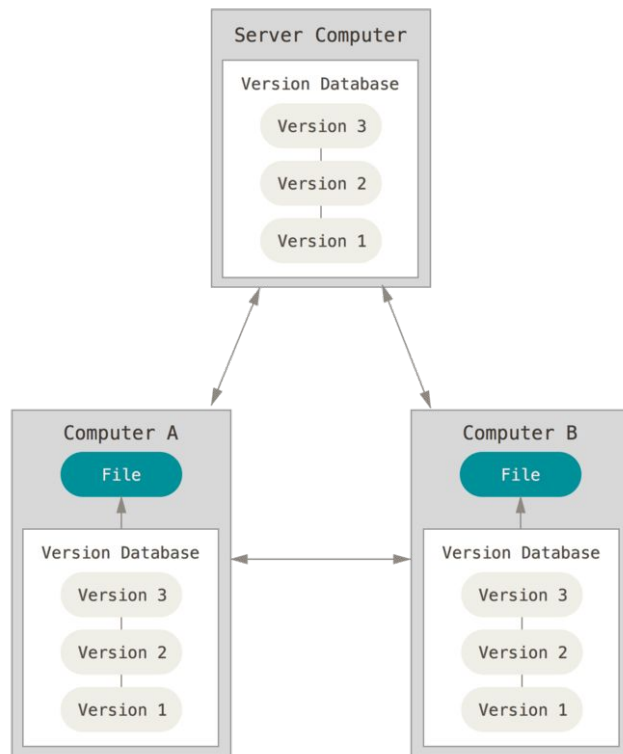 Server Computer
Version Database
Version 3
Version 2
Version 1
Computer A
File
Version Database
Version 3
Version 2
Version 1
Computer B
File
Version Database
Version 3
Version 2
Version 1